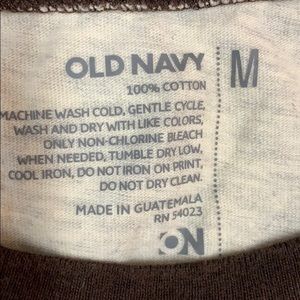 OLD NAVY
M
100% COTTON
MACHINE WASH COLD, GENTLE CYCLE,
WASH AND DRY WITH LIKE COLORS,
ONLY NON-CHLORINE BLEACH
WHEN NEEDED, TUMBLE DRY LOW,
COOL IRON, DO NOT IRON ON PRINT,
DO NOT DRY CLEAN.
MADE IN GUATEMALA
RN 54023
ON